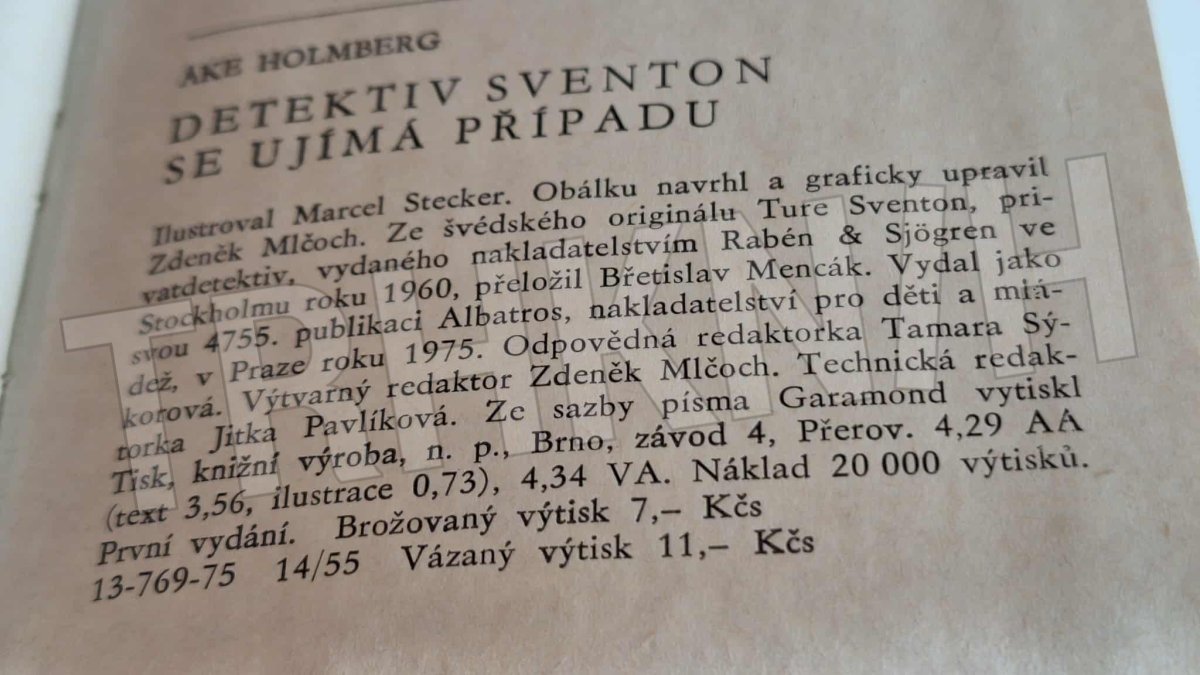 AKE HOLMBERG
DETEKTIV SVENTON
SE UJÍMÁ PŘÍPADU
Ilustroval Marcel Stecker. Obálku navrhl a graficky upravil
Zdeněk Mlčoch. Ze švédského originálu Ture Sventon, pri-
vatdetektiv, vydaného nakladatelstvím Rabén & Sjögren ve
Stockholmu roku 1960, přeložil Břetislav Mencák. Vydal jako
svou 4755. publikaci Albatros, nakladatelství pro děti a mlá-
dež, v Praze roku 1975. Odpovědná redaktorka Tamara Sý-
korová. Výtvarný redaktor Zdeněk Mlčoch. Technická redak-
torka Jitka Pavlíková. Ze sazby písma Garamond vytiskl
Tisk, knižní výroba, n. p., Brno, závod 4, Přerov. 4,29 AA
(text 3,56, ilustrace 0,73), 4,34 VA. Náklad 20 000 výtisků.
První vydání. Brožovaný výtisk 7,– Kčs
13-769-75 14/55 Vázaný výtisk 11,– Kčs